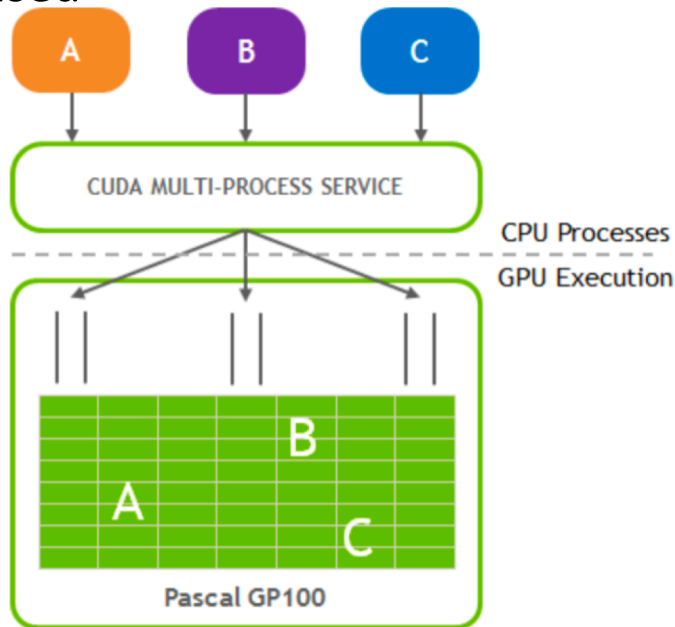 A B C
CUDA MULTI-PROCESS SERVICE
CPU Processes
GPU Execution
B
A
C
Pascal GP100